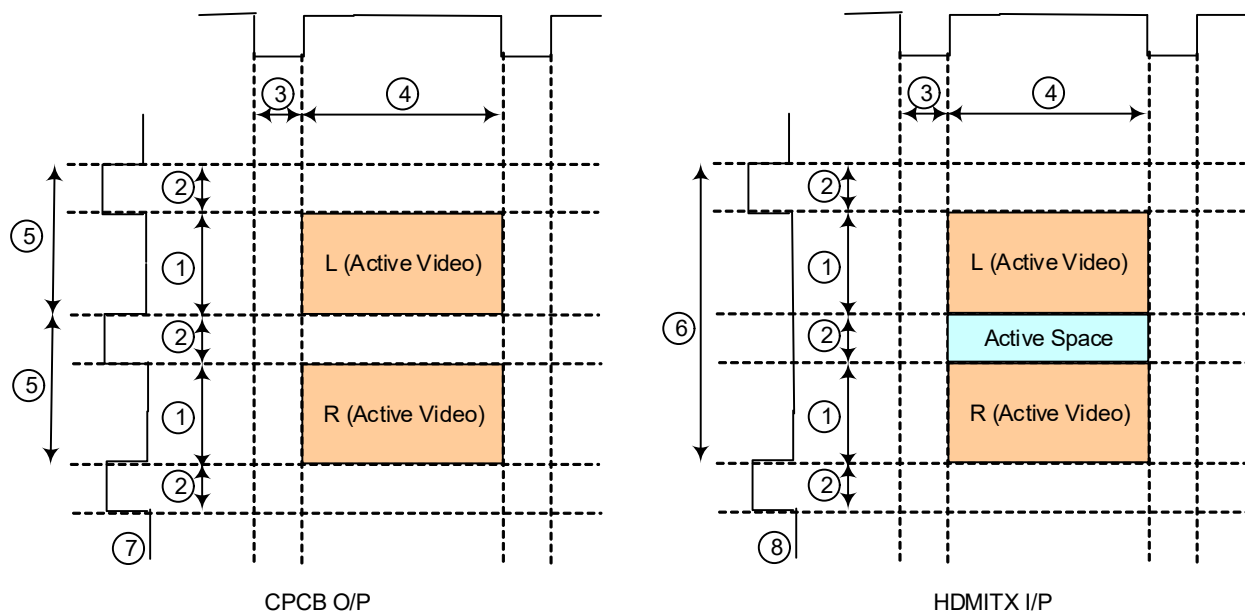 ③ ④ ③ ④
② ②
⑤ ① L (Active Video) ① L (Active Video)
② ⑥ ② Active Space
⑤ ① R (Active Video) ① R (Active Video)
② ②
⑦ ⑧
CPCB O/P HDMITX I/P